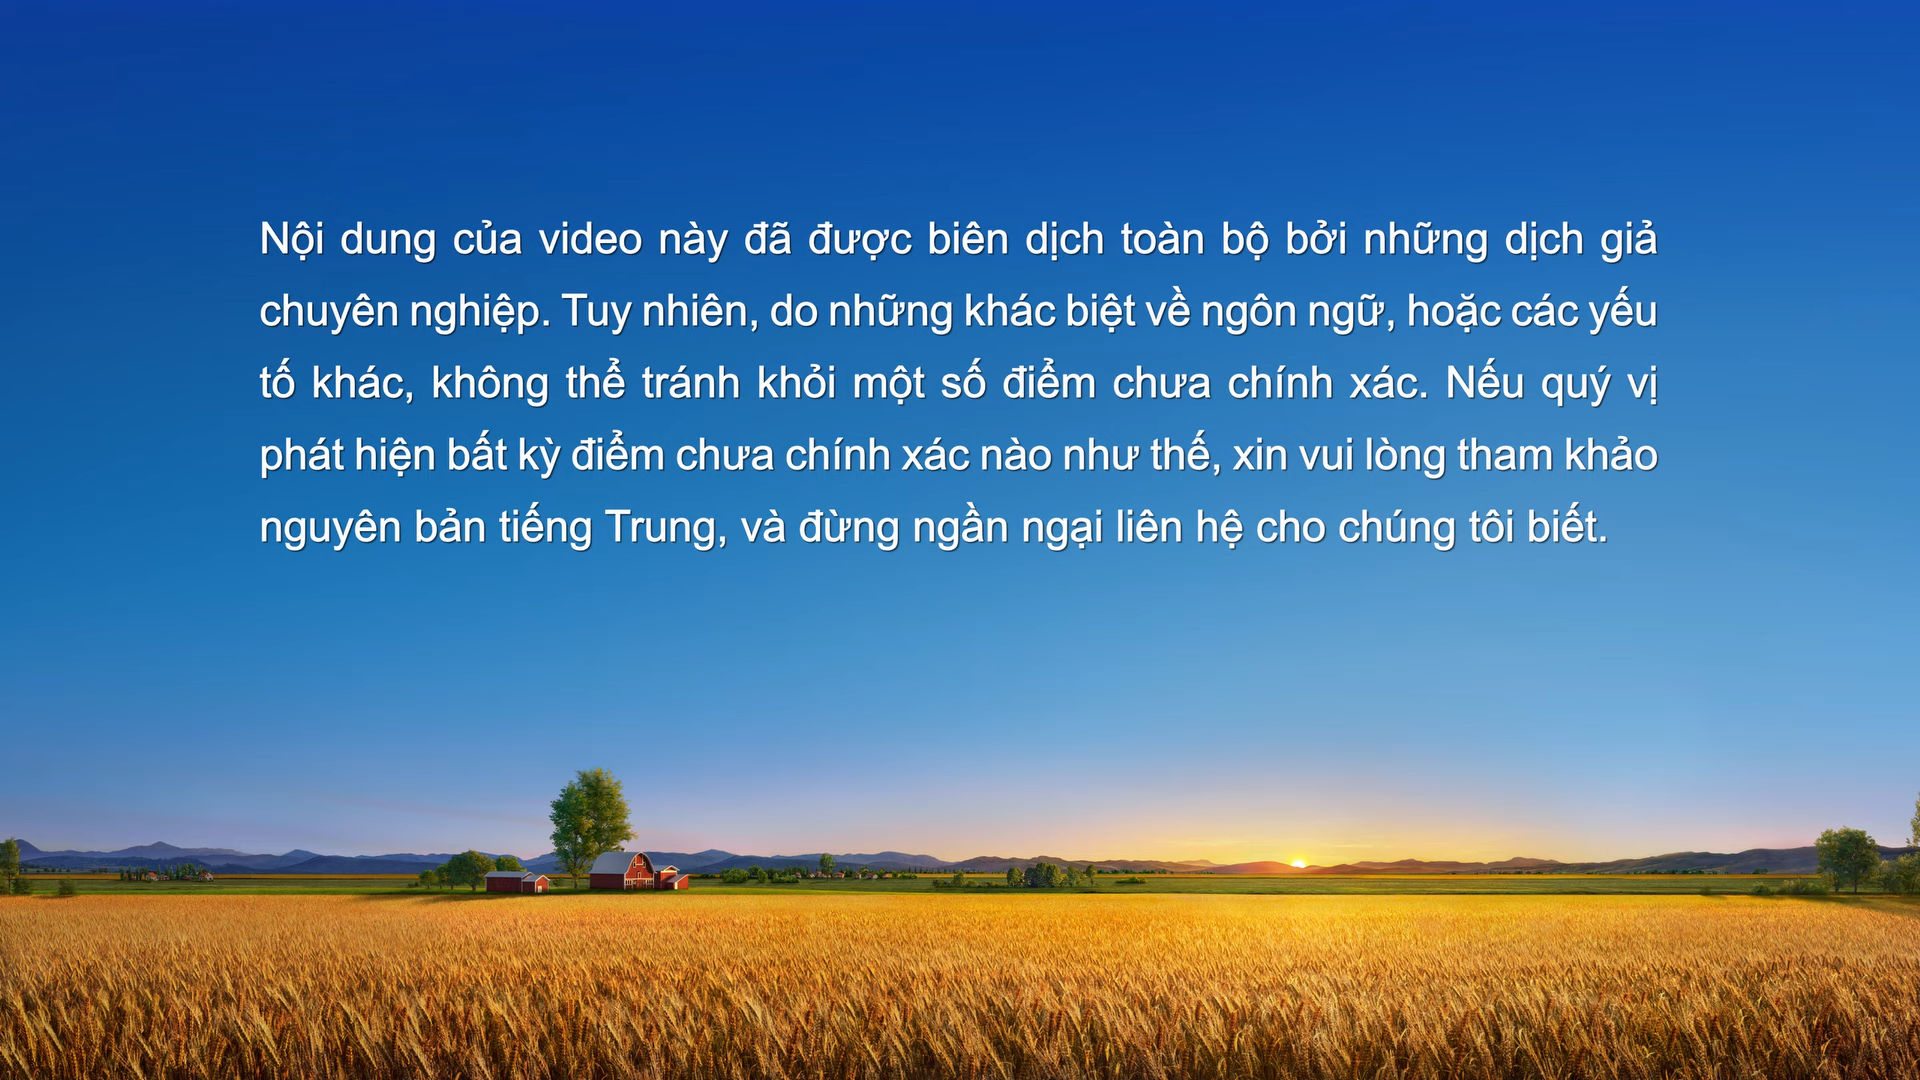 Nội dung của video này đã được biên dịch toàn bộ bởi những dịch giả
chuyên nghiệp. Tuy nhiên, do những khác biệt về ngôn ngữ, hoặc các yếu
tố khác, không thể tránh khỏi một số điểm chưa chính xác. Nếu quý vị
phát hiện bất kỳ điểm chưa chính xác nào như thế, xin vui lòng tham khảo
nguyên bản tiếng Trung, và đừng ngần ngại liên hệ cho chúng tôi biết.